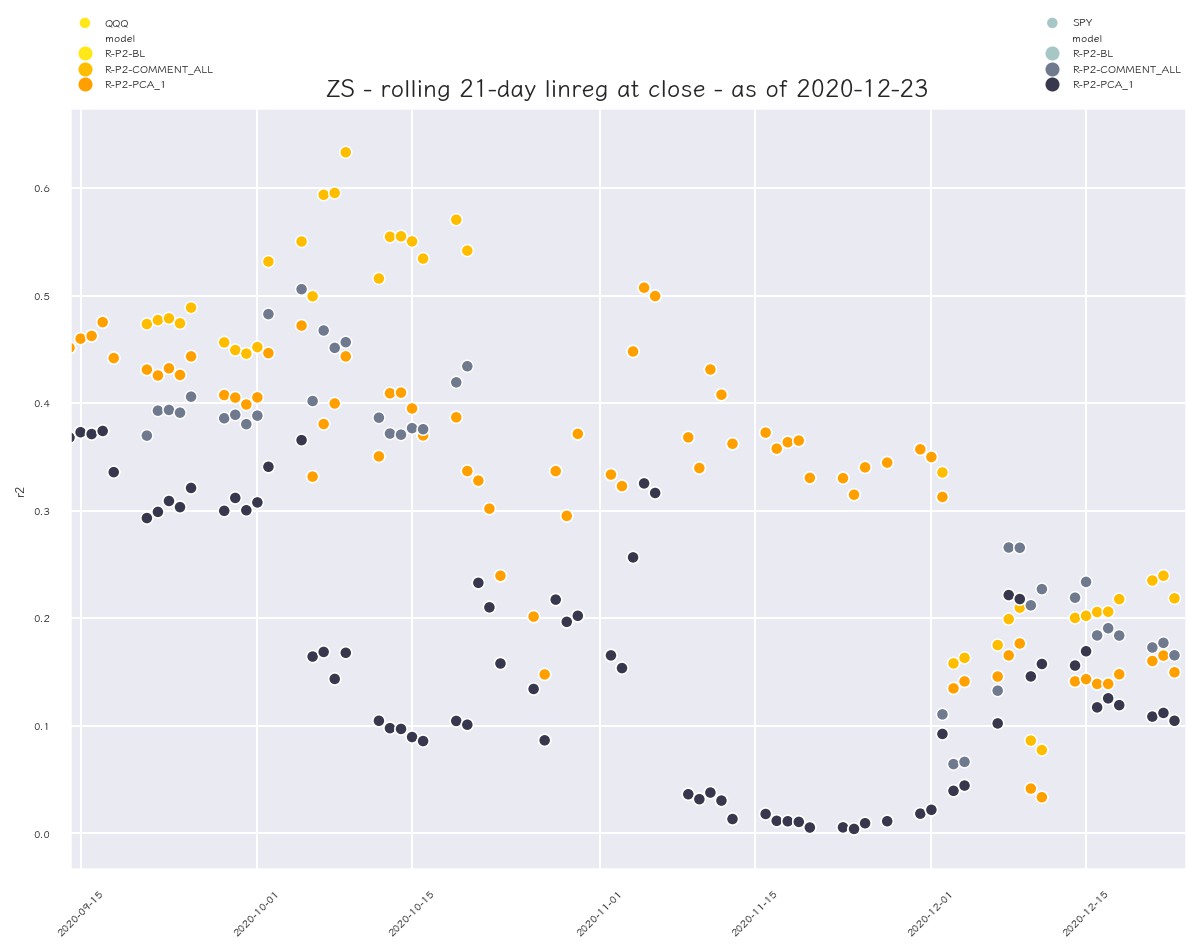 QQQ
model
R-P2-BL
R-P2-COMMENT_ALL
R-P2-PCA_1
SPY
model
R-P2-BL
R-P2-COMMENT_ALL
R-P2-PCA_1
ZS - rolling 21-day linreg at close - as of 2020-12-23
r2
0.6
0.5
0.4
0.3
0.2
0.1
0.0
2020-09-15
2020-10-01
2020-10-15
2020-11-01
2020-11-15
2020-12-01
2020-12-15